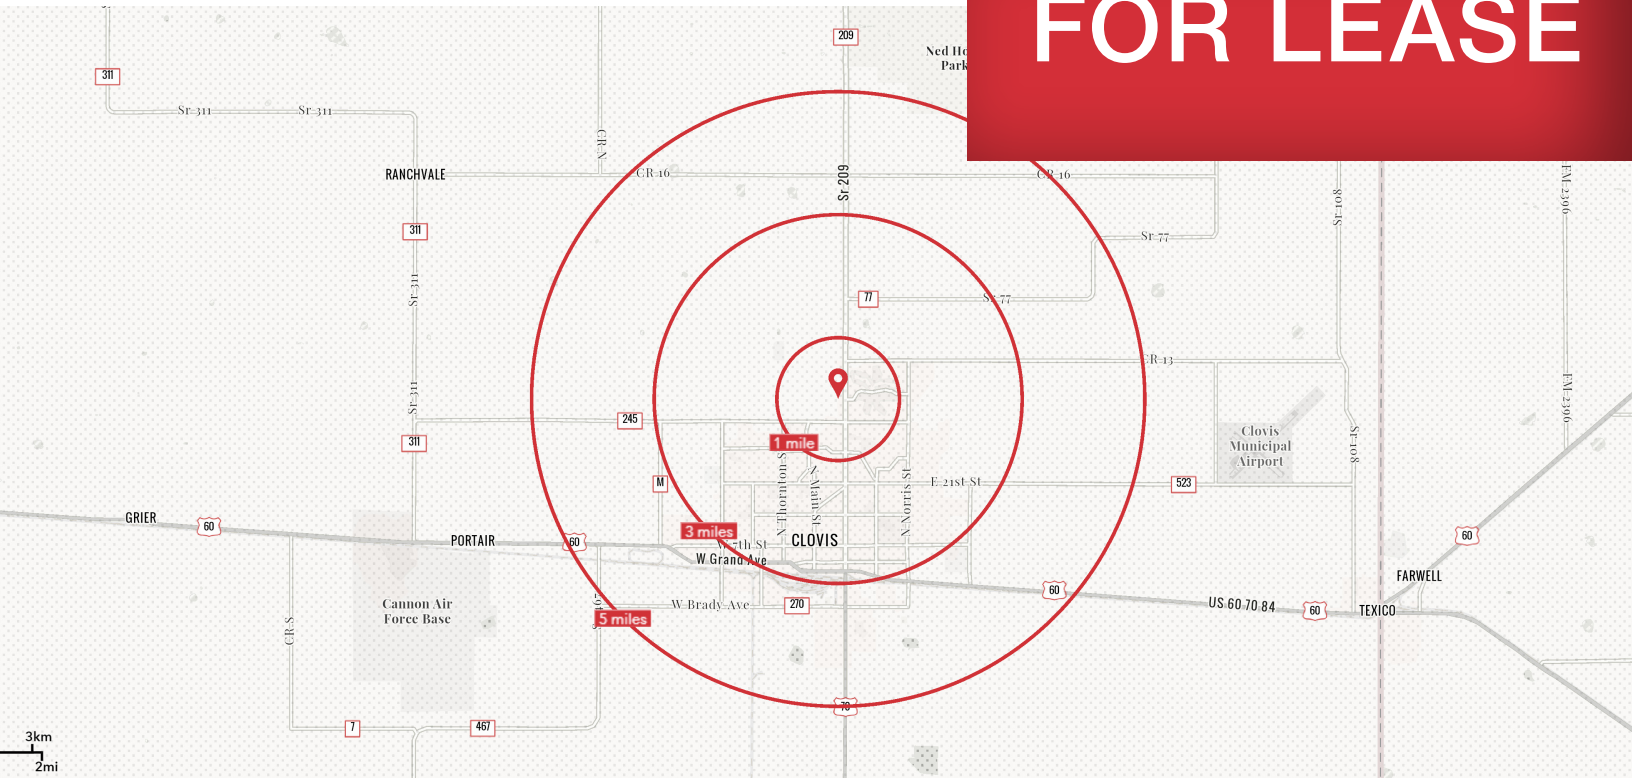 FOR LEASE
209
Ned Ho
Park
311
Sr 311
Sr 311
CR N
RANCHVALE
CR 16
Sr 209
CR 16
FM 2396
Sr 108
311
Sr 77
Sr 311
77
Sr 77
CR 13
Sr 311
FM 2396
245
311
1 mile
Clovis
Municipal
Airport
Sr 108
M
N Thornton S
N Main St
N Norris St
E 21st St
523
GRIER
60
3 miles
PORTAIR
60
W 7th St
CLOVIS
60
W Grand Ave
FARWELL
60
Cannon Air
Force Base
W Brady Ave
270
US 60 70 84
60
TEXICO
5 miles
CR S
70
7
467
3km
2mi